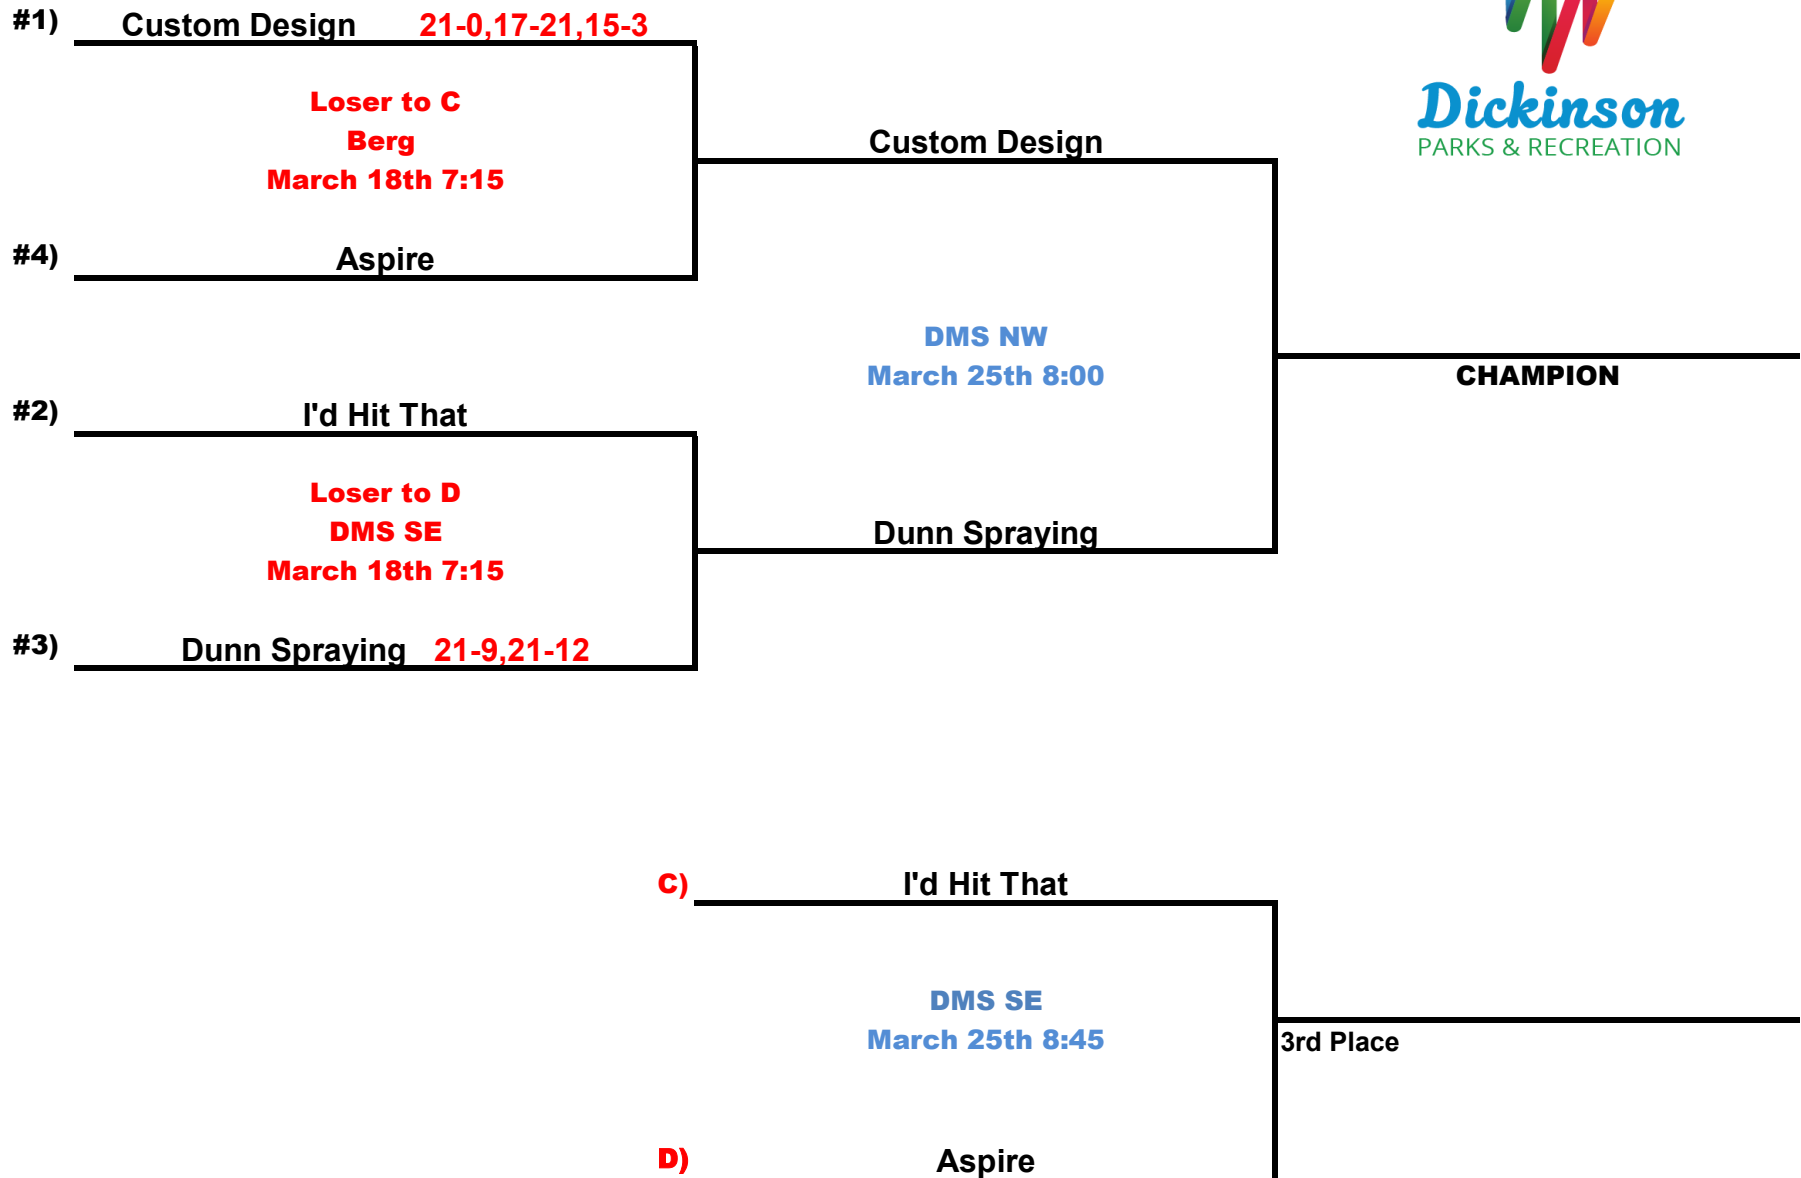 #1) Custom Design 21-0,17-21,15-3
Loser to C
Berg
March 18th 7:15
#4) Aspire
Custom Design
Dickinson
PARKS & RECREATION
DMS NW
March 25th 8:00
CHAMPION
#2) I'd Hit That
Loser to D
DMS SE
March 18th 7:15
#3) Dunn Spraying 21-9,21-12
Dunn Spraying
C) I'd Hit That
DMS SE
March 25th 8:45
3rd Place
D) Aspire